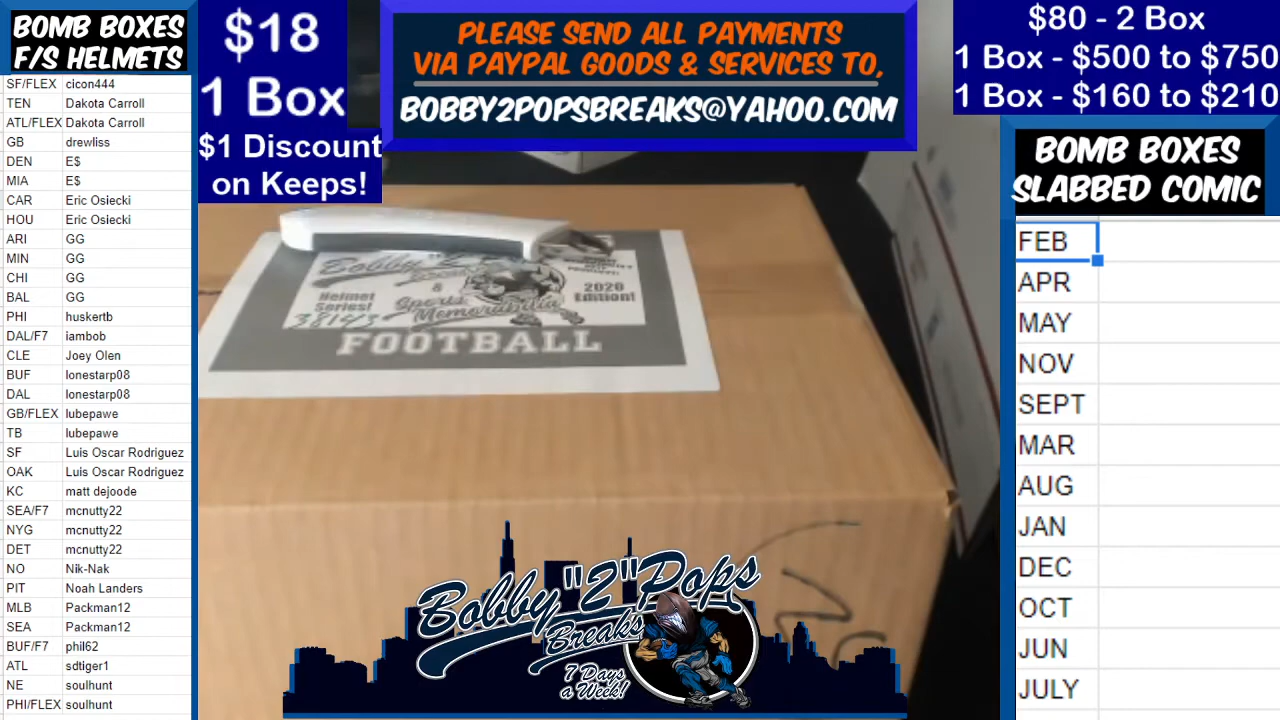 BOMB BOXES
F/S HELMETS
SF/FLEX cicon444
TEN Dakota Carroll
ATL/FLEX Dakota Carroll
GB drewliss
DEN E$
MIA E$
CAR Eric Osiecki
HOU Eric Osiecki
ARI GG
MIN GG
CHI GG
BAL GG
PHI huskertb
DAL/F7 iambob
CLE Joey Olen
BUF lonestarp08
DAL lonestarp08
GB/FLEX lubepawe
TB lubepawe
SF Luis Oscar Rodriguez
OAK Luis Oscar Rodriguez
KC matt dejoode
SEA/F7 mcnutty22
NYG mcnutty22
DET mcnutty22
NO Nik-Nak
PIT Noah Landers
MLB Packman12
SEA Packman12
BUF/F7 phil62
ATL sdtiger1
NE soulhunt
PHI/FLEX soulhunt
$18
1 Box
$1 Discount
on Keeps!
PLEASE SEND ALL PAYMENTS
VIA PAYPAL GOODS & SERVICES TO,
BOBBY2POPSBREAKS@YAHOO.COM
Bobby "2"
&
Sports
Memorabilia
Helmet
Series!
38143
2020
Edition!
FOOTBALL
Bobby "2" Pops
Breaks
7 Days
a Week!
$80 - 2 Box
1 Box - $500 to $750
1 Box - $160 to $210
BOMB BOXES
SLABBED COMIC
FEB
APR
MAY
NOV
SEPT
MAR
AUG
JAN
DEC
OCT
JUN
JULY